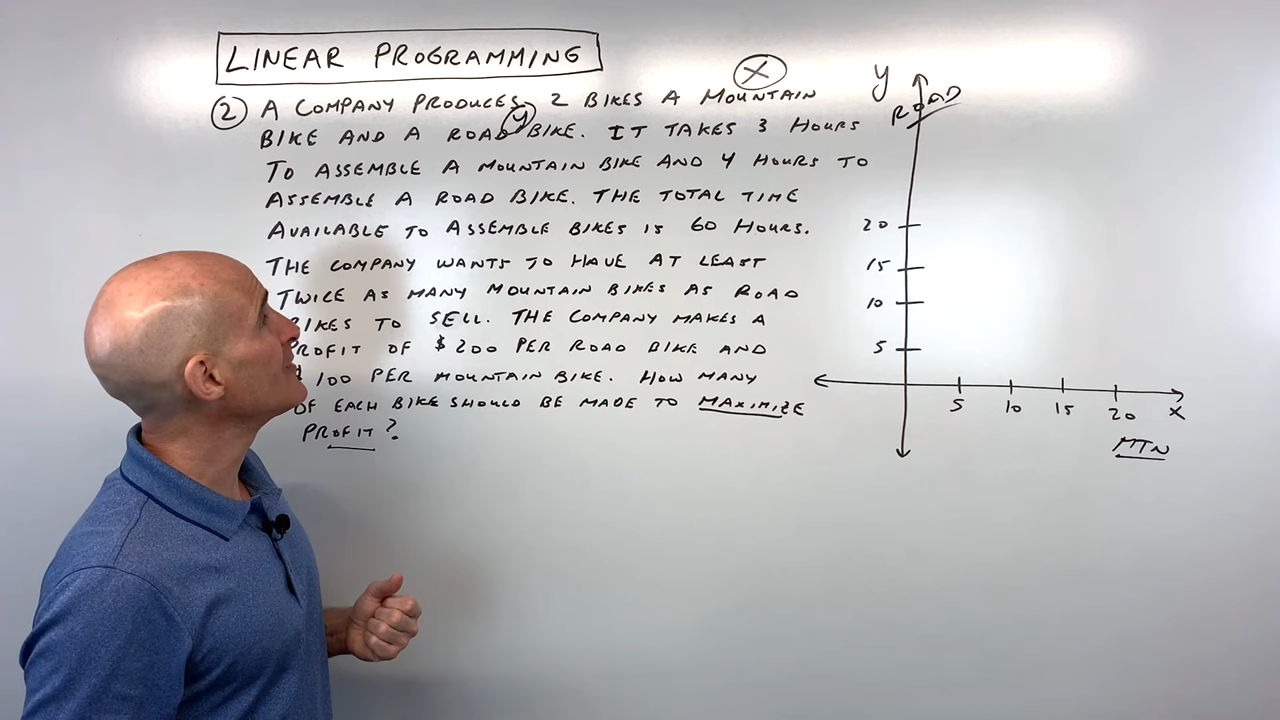 LINEAR PROGRAMMING
X
② A COMPANY PRODUCES 2 BIKES A MOUNTAIN
y
BIKE AND A ROAD BIKE. IT TAKES 3 HOURS
TO ASSEMBLE A MOUNTAIN BIKE AND 4 HOURS TO
ASSEMBLE A ROAD BIKE. THE TOTAL TIME
AVAILABLE TO ASSEMBLE BIKES IS 60 HOURS.
THE COMPANY WANTS TO HAVE AT LEAST
TWICE AS MANY MOUNTAIN BIKES AS ROAD
BIKES TO SELL. THE COMPANY MAKES A
PROFIT OF $200 PER ROAD BIKE AND
$100 PER MOUNTAIN BIKE. HOW MANY
OF EACH BIKE SHOULD BE MADE TO MAXIMIZE
PROFIT?
y
ROAD
20
15
10
5
5 10 15 20 X
MTN